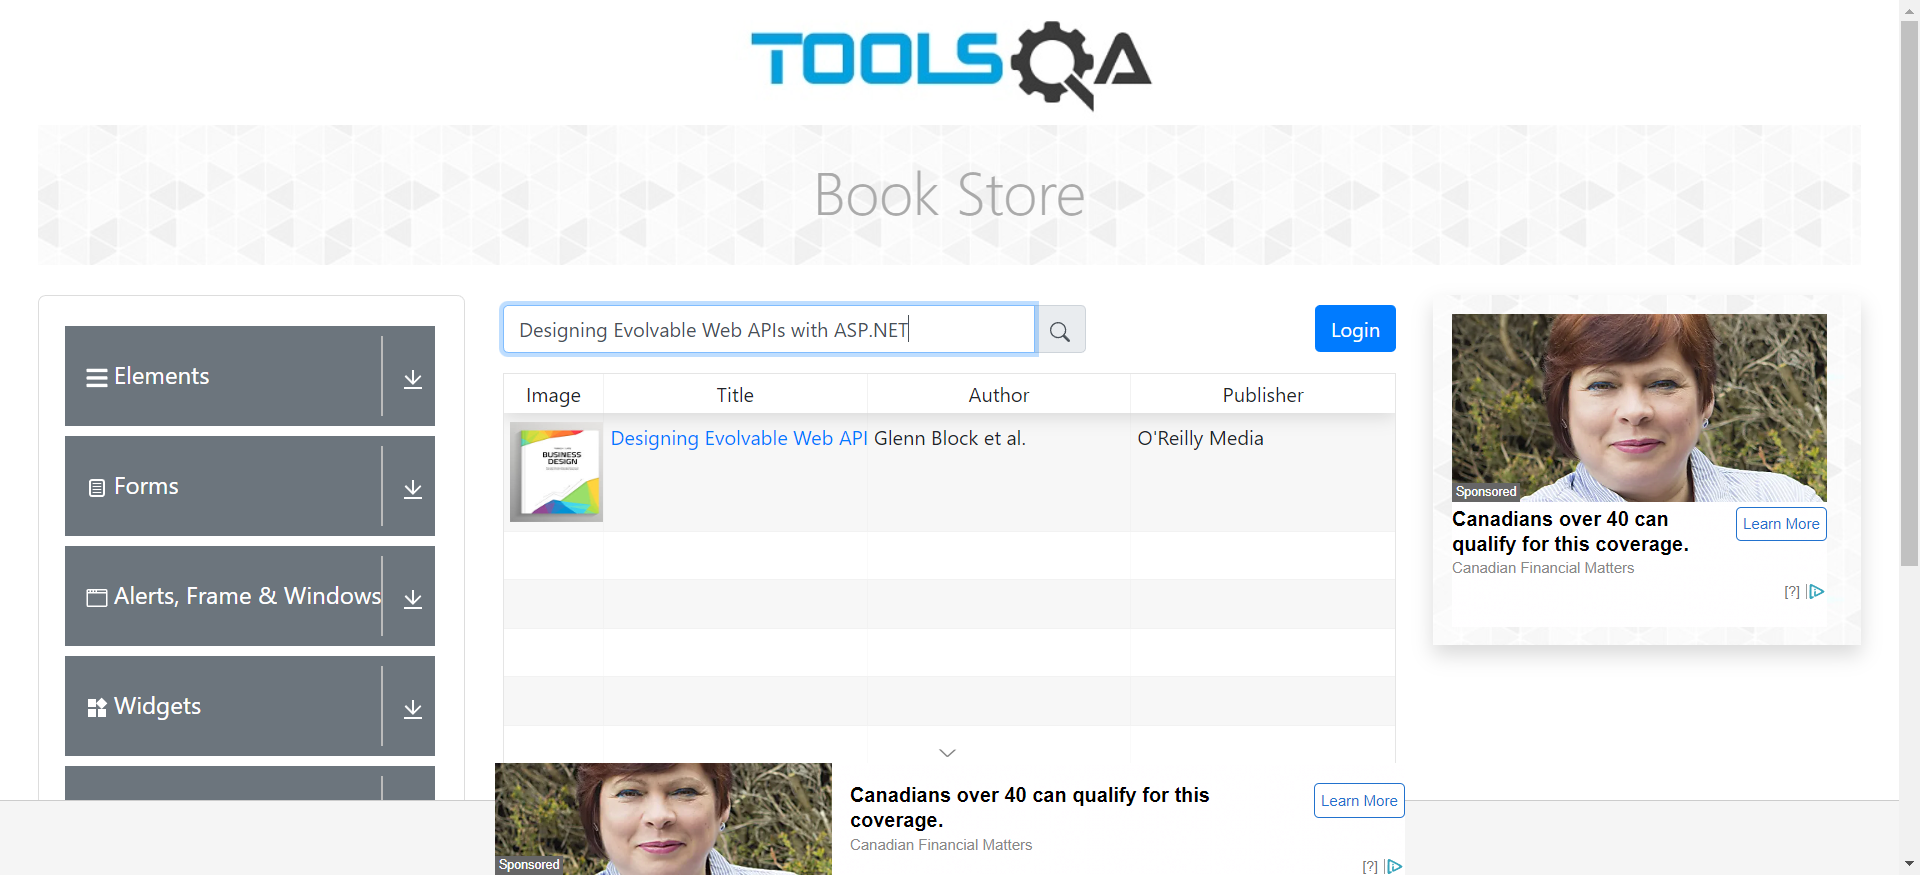 TOOLSQA
Book Store
Elements
Forms
Alerts, Frame & Windows
Widgets
Designing Evolvable Web APIs with ASP.NET
Login
Image Title Author Publisher
BUSINESS
DESIGN
Designing Evolvable Web API Glenn Block et al. O'Reilly Media
Sponsored
Canadians over 40 can
qualify for this coverage.
Learn More
Canadian Financial Matters
[?]
Sponsored
Canadians over 40 can qualify for this
coverage.
Canadian Financial Matters
Learn More
[?]